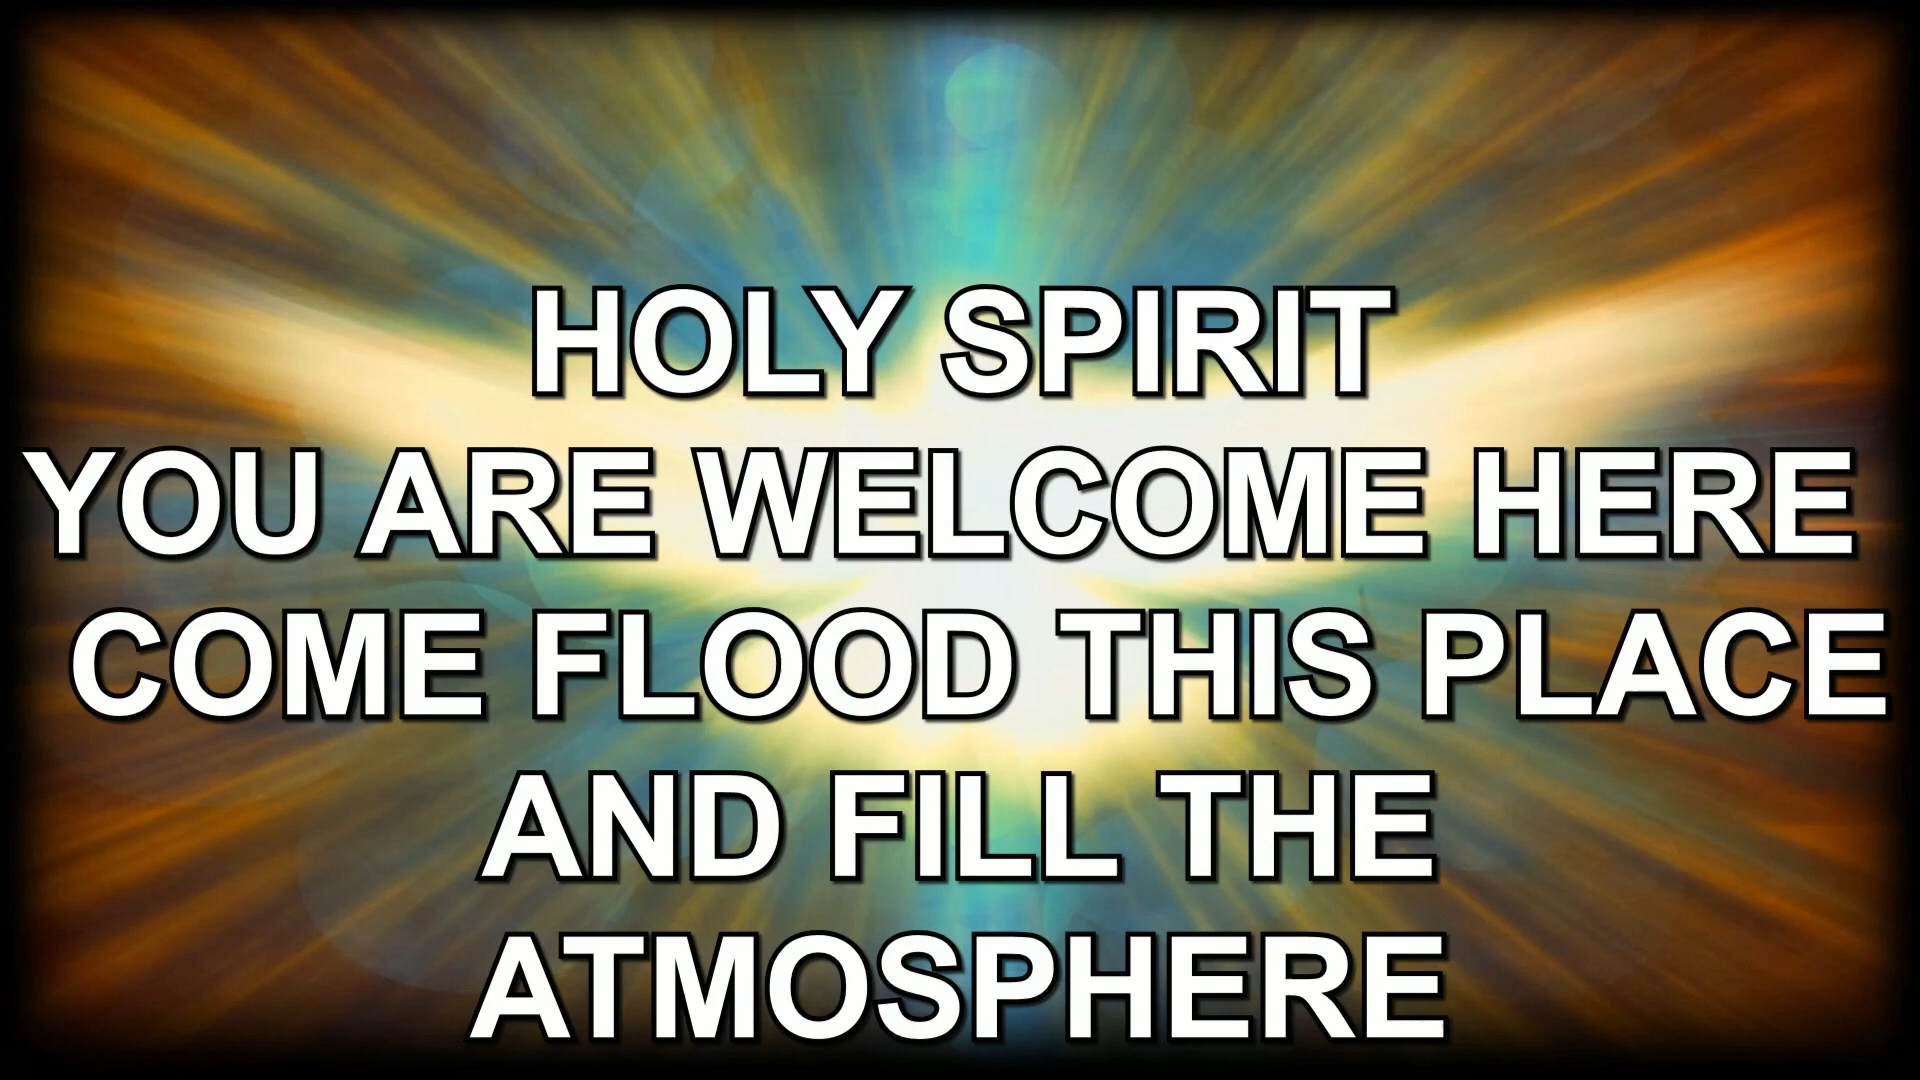 HOLY SPIRIT
YOU ARE WELCOME HERE
COME FLOOD THIS PLACE
AND FILL THE
ATMOSPHERE